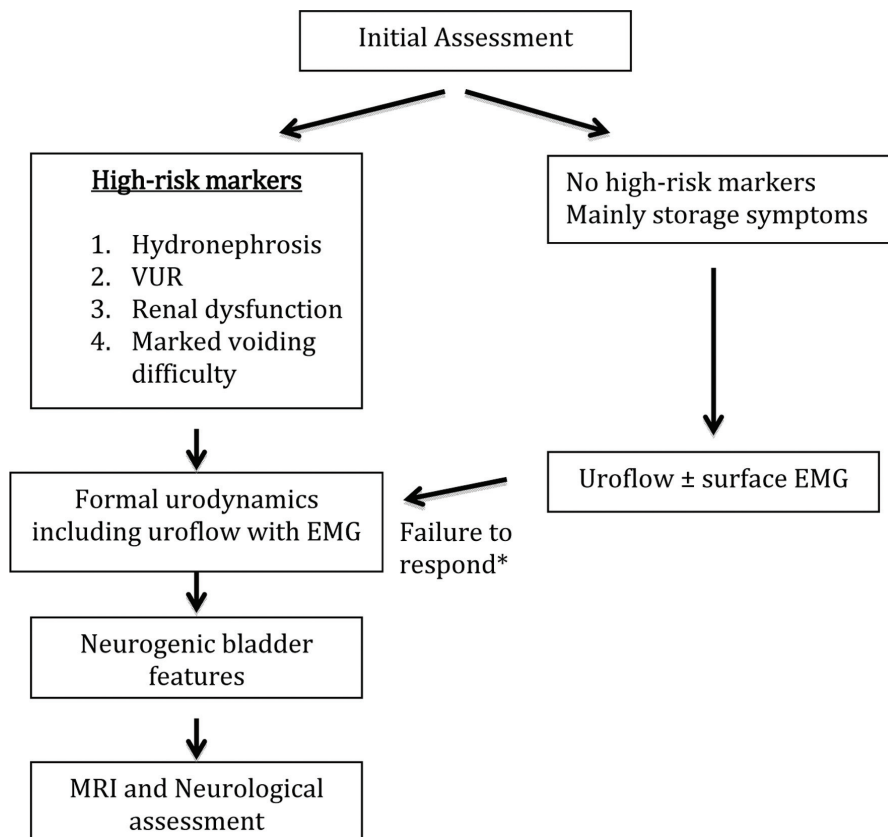 Initial Assessment
High-risk markers
1. Hydronephrosis
2. VUR
3. Renal dysfunction
4. Marked voiding
difficulty
No high-risk markers
Mainly storage symptoms
Formal urodynamics
including uroflow with EMG
Uroflow ± surface EMG
Failure to
respond*
Neurogenic bladder
features
MRI and Neurological
assessment